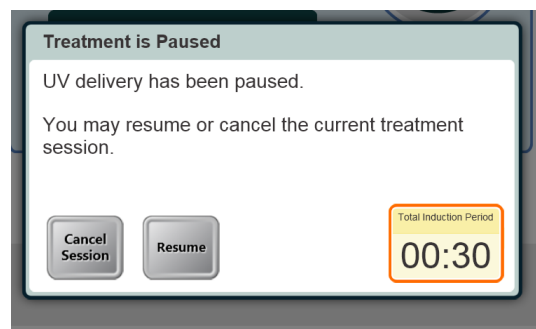 Treatment is Paused
UV delivery has been paused.
You may resume or cancel the current treatment
session.
Cancel
Session
Resume
Total Induction Period
00:30